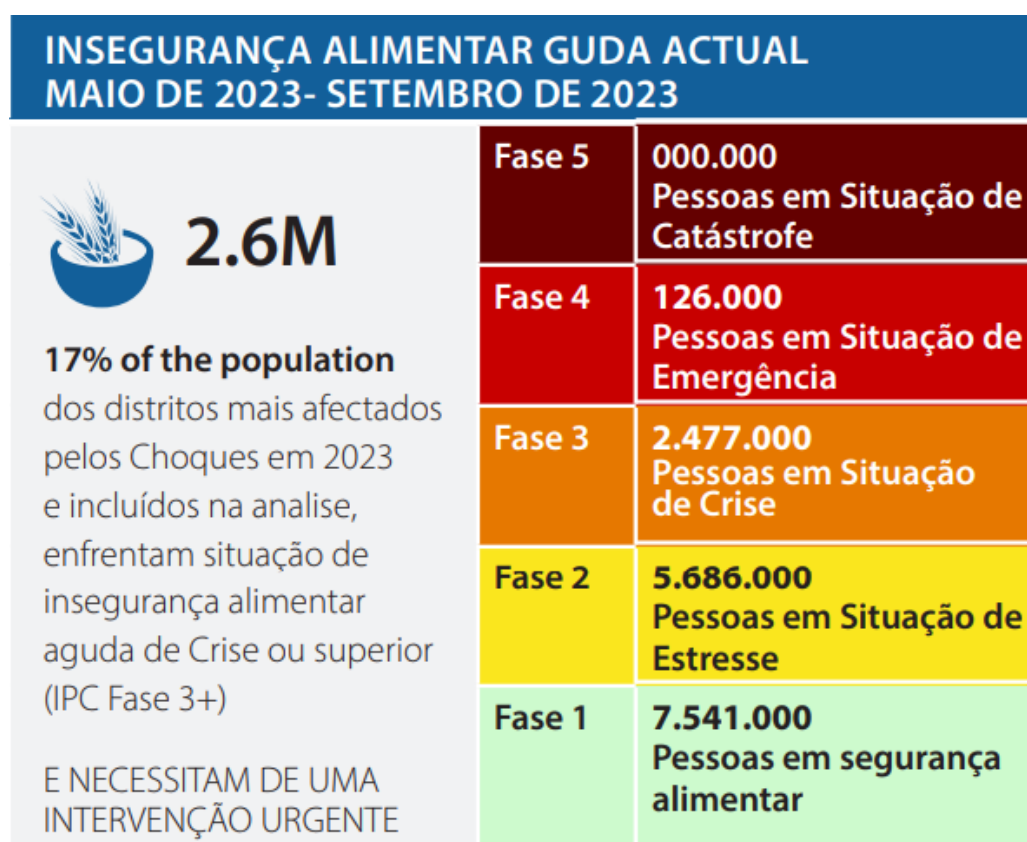 INSEGURANÇA ALIMENTAR GUDA ACTUAL
MAIO DE 2023- SETEMBRO DE 2023
2.6M
17% of the population
dos distritos mais afectados
pelos Choques em 2023
e incluídos na analise,
enfrentam situação de
insegurança alimentar
aguda de Crise ou superior
(IPC Fase 3+)
E NECESSITAM DE UMA
INTERVENÇÃO URGENTE
Fase 5
000.000
Pessoas em Situação de
Catástrofe
Fase 4
126.000
Pessoas em Situação de
Emergência
Fase 3
2.477.000
Pessoas em Situação
de Crise
Fase 2
5.686.000
Pessoas em Situação de
Estresse
Fase 1
7.541.000
Pessoas em segurança
alimentar